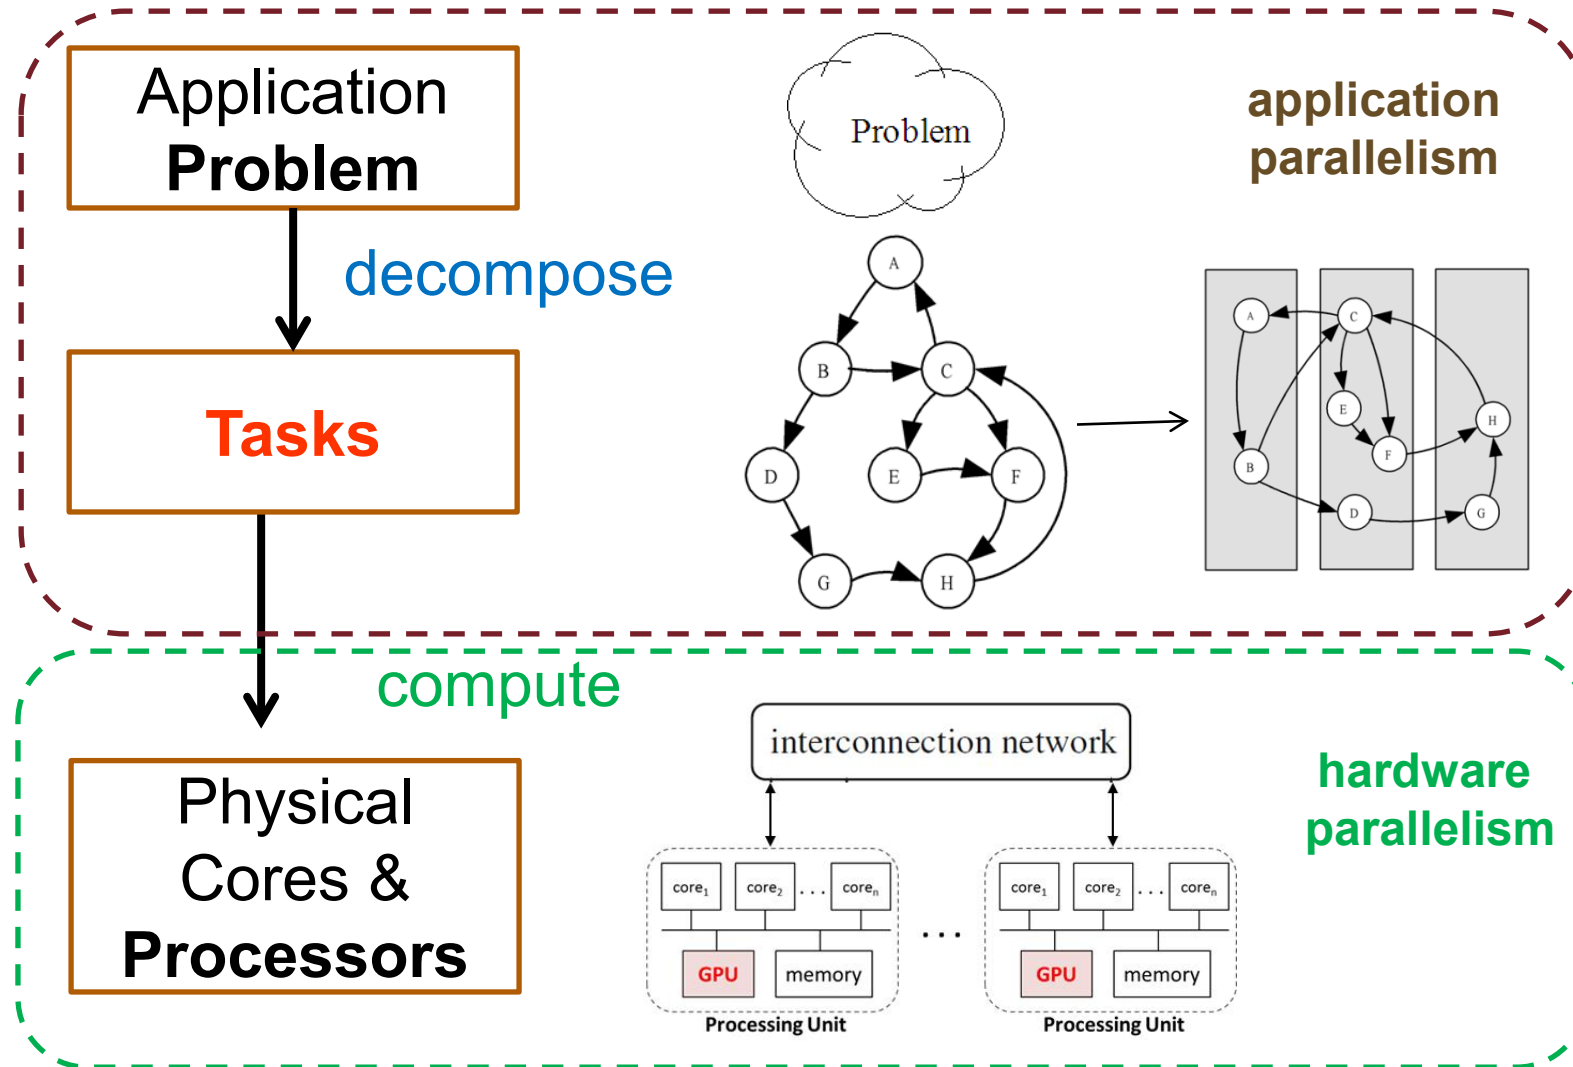 Application
Problem
decompose
Tasks
Problem
application
parallelism
A
B
C
D
E
F
G
H
A
C
E
H
F
B
D
G
compute
Physical
Cores &
Processors
interconnection network
hardware
parallelism
core1
core2
. . .
coren
GPU
memory
Processing Unit
. . .
core1
core2
. . .
coren
GPU
memory
Processing Unit